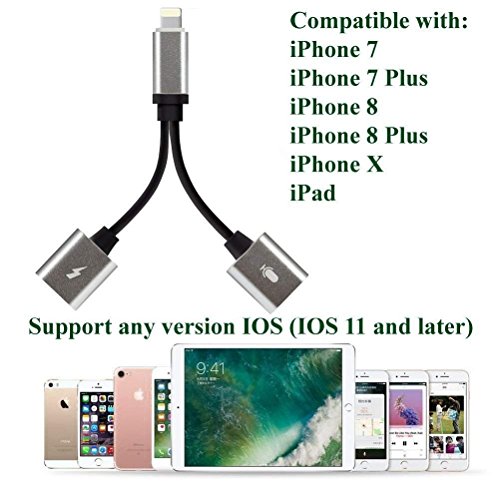 Compatible with:
iPhone 7
iPhone 7 Plus
iPhone 8
iPhone 8 Plus
iPhone X
iPad
Support any version IOS (IOS 11 and later)
9:41